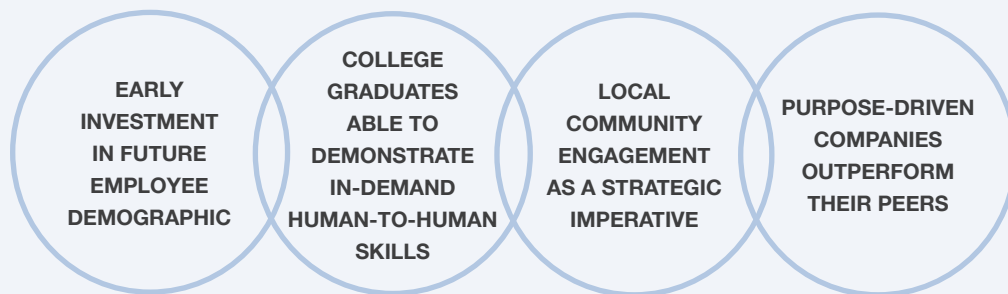 EARLY
INVESTMENT
IN FUTURE
EMPLOYEE
DEMOGRAPHIC
COLLEGE
GRADUATES
ABLE TO
DEMONSTRATE
IN-DEMAND
HUMAN-TO-HUMAN
SKILLS
LOCAL
COMMUNITY
ENGAGEMENT
AS A STRATEGIC
IMPERATIVE
PURPOSE-DRIVEN
COMPANIES
OUTPERFORM
THEIR PEERS